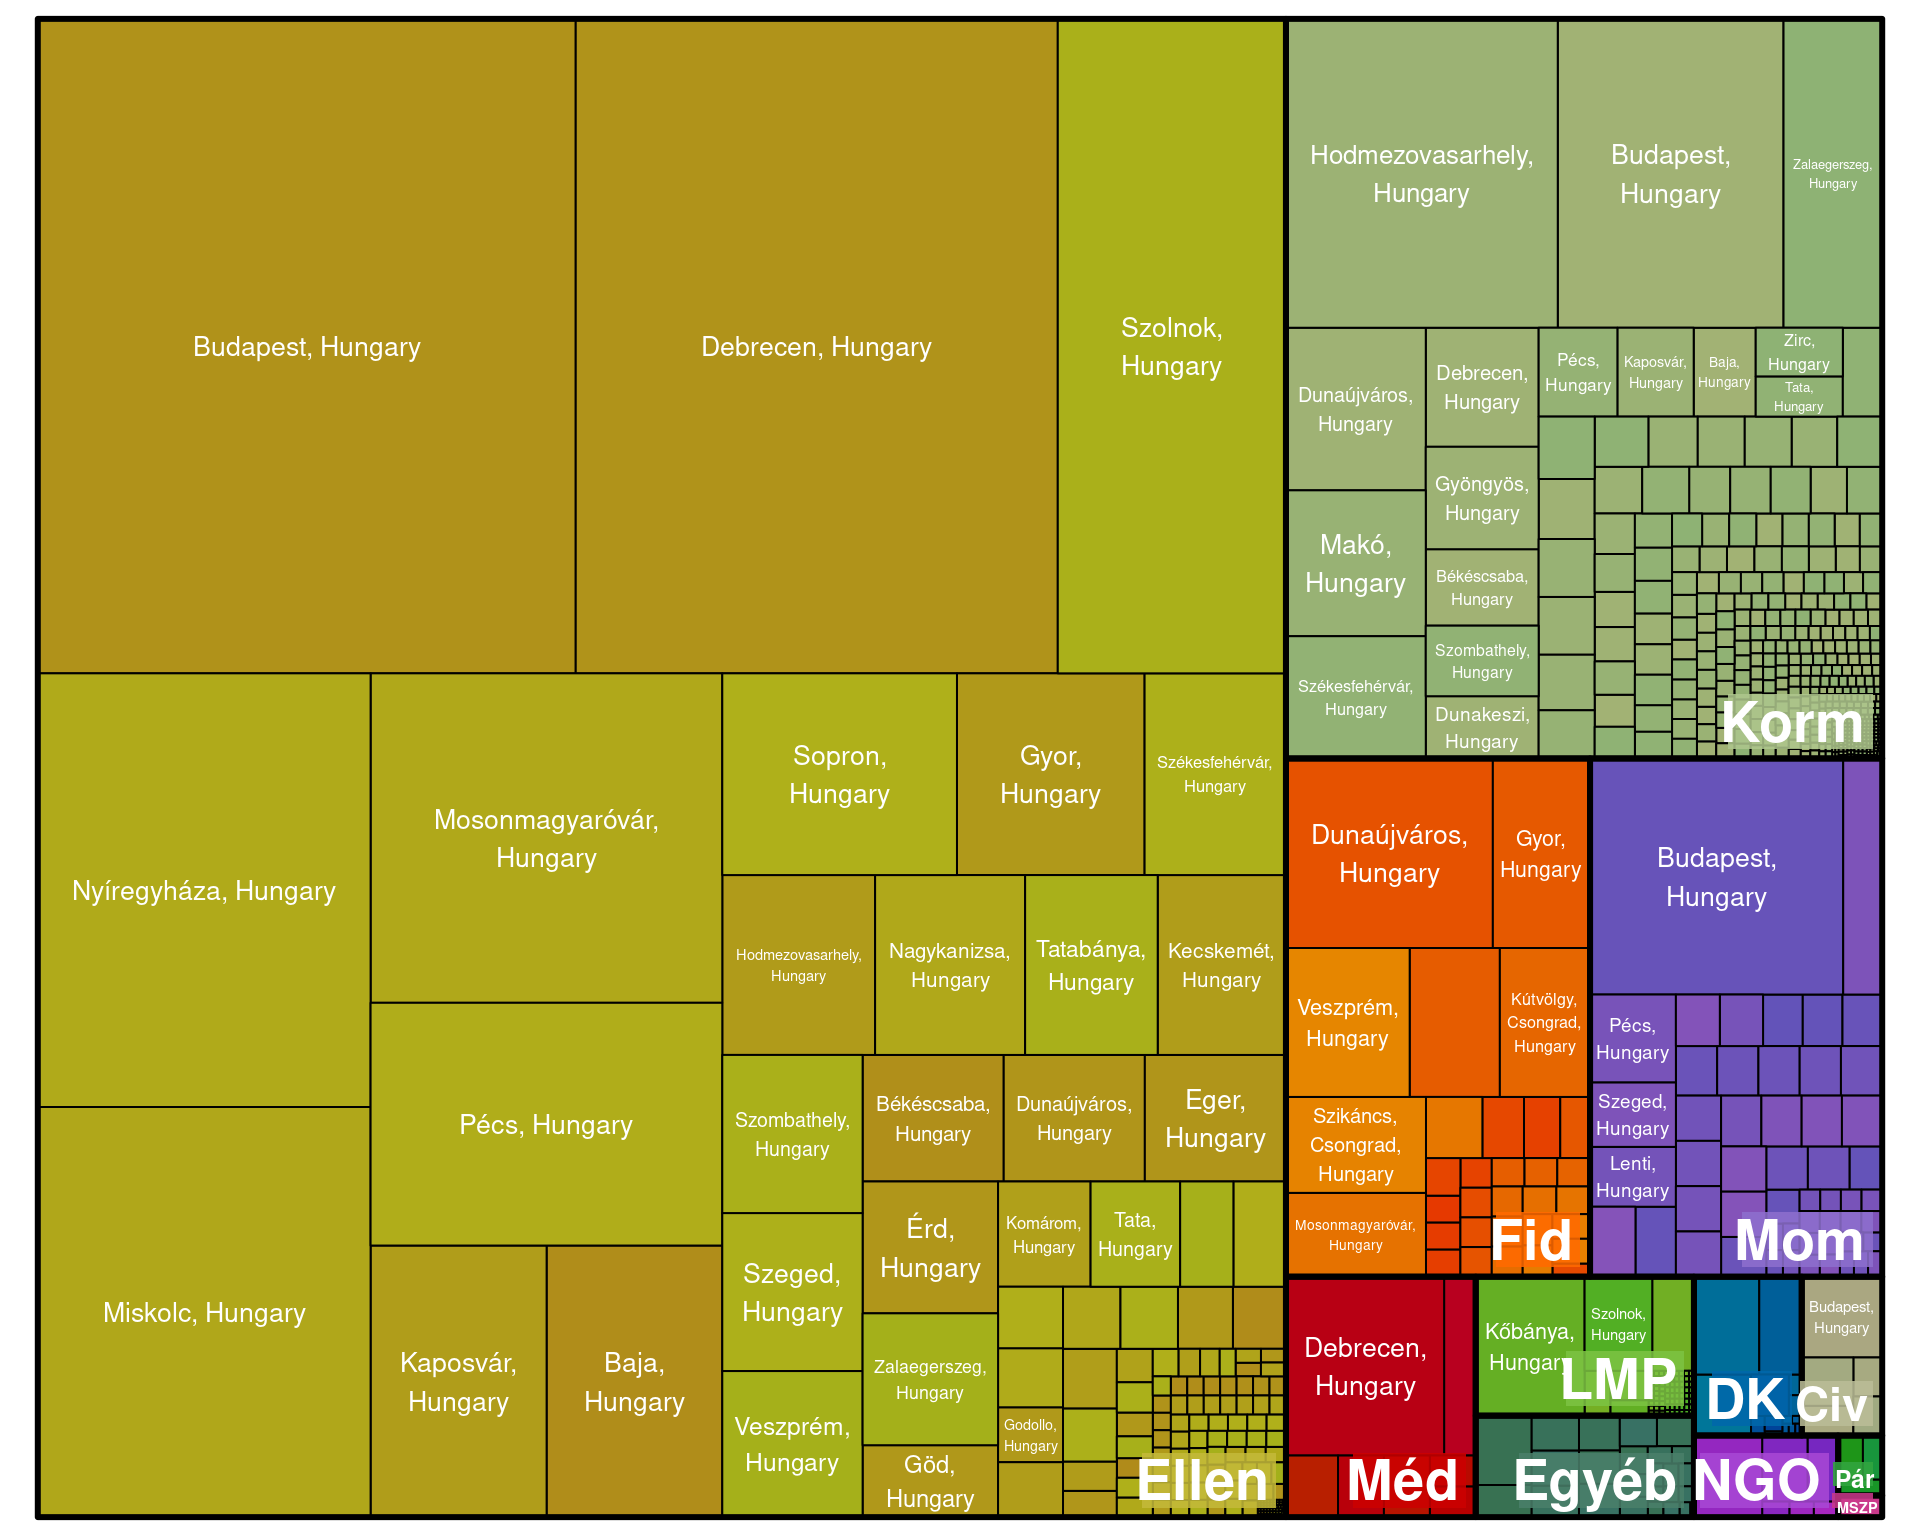 Budapest, Hungary
Debrecen, Hungary
Szolnok,
Hungary
Nyíregyháza, Hungary
Miskolc, Hungary
Mosonmagyaróvár,
Hungary
Pécs, Hungary
Kaposvár,
Hungary
Baja,
Hungary
Sopron,
Hungary
Gyor,
Hungary
Székesfehérvár,
Hungary
Hodmezovasarhely,
Hungary
Nagykanizsa,
Hungary
Tatabánya,
Hungary
Kecskemét,
Hungary
Szombathely,
Hungary
Szeged,
Hungary
Veszprém,
Hungary
Békéscsaba,
Hungary
Dunaújváros,
Hungary
Eger,
Hungary
Érd,
Hungary
Zalaegerszeg,
Hungary
Göd,
Hungary
Komárom,
Hungary
Tata,
Hungary
Godollo,
Hungary
Ellen
Hodmezovasarhely,
Hungary
Budapest,
Hungary
Zalaegerszeg,
Hungary
Dunaújváros,
Hungary
Makó,
Hungary
Székesfehérvár,
Hungary
Debrecen,
Hungary
Gyöngyös,
Hungary
Békéscsaba,
Hungary
Szombathely,
Hungary
Dunakeszi,
Hungary
Pécs,
Hungary
Kaposvár,
Hungary
Baja,
Hungary
Zirc,
Hungary
Tata,
Hungary
Korm
Dunaújváros,
Hungary
Gyor,
Hungary
Veszprém,
Hungary
Kútvölgy,
Csongrad,
Hungary
Szikáncs,
Csongrad,
Hungary
Mosonmagyaróvár,
Hungary
Fid
Budapest,
Hungary
Pécs,
Hungary
Szeged,
Hungary
Lenti,
Hungary
Mom
Debrecen,
Hungary
Méd
Kőbánya,
Hungary
Szolnok,
Hungary
LMP
Egyéb
DK
Budapest,
Hungary
Civ
NGO
Pár
MSZP